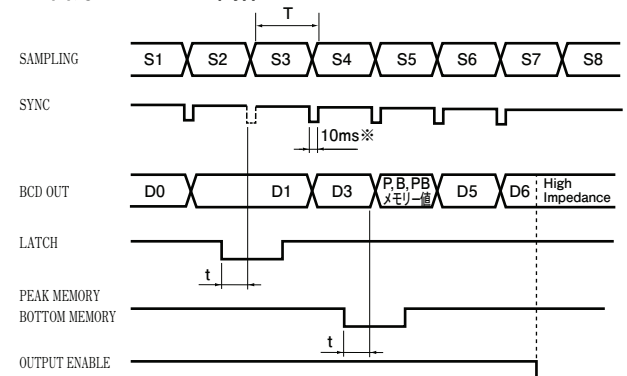 T
SAMPLING
S1 S2 S3 S4 S5 S6 S7 S8
SYNC
10ms※
BCD OUT
D0 D1 D3 P, B, PB メモリー値 D5 D6 High Impedance
LATCH
t
PEAK MEMORY
BOTTOM MEMORY
t
OUTPUT ENABLE